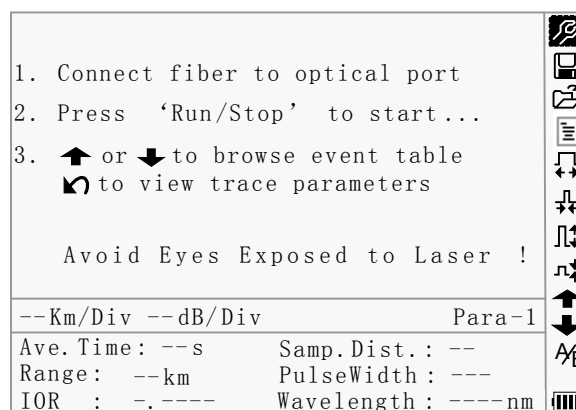 1. Connect fiber to optical port
2. Press ‘Run/Stop’ to start...
3. ⬆ or ⬇ to browse event table
to view trace parameters
Avoid Eyes Exposed to Laser !
--Km/Div --dB/Div Para-1
Ave.Time: --s Samp.Dist.: --
Range: --km PulseWidth: ---
IOR : -.---- Wavelength: ----nm
A/B